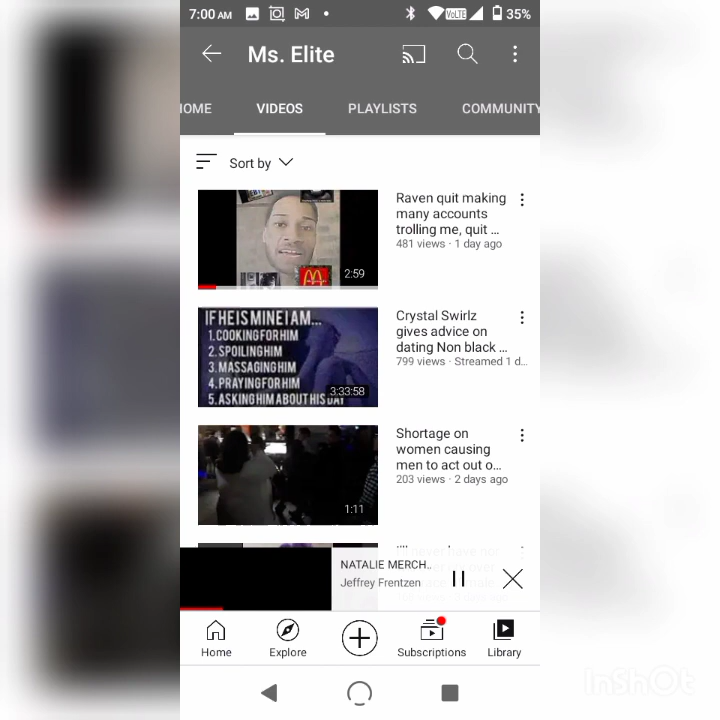 7:00 AM
VoLTE
35%
Ms. Elite
HOME
VIDEOS
PLAYLISTS
COMMUNITY
Sort by
Raven quit making
many accounts
trolling me, quit ...
481 views · 1 day ago
2:59
IF HE IS MINE I AM...
1. COOKING FOR HIM
2. SPOILING HIM
3. MASSAGING HIM
4. PRAYING FOR HIM
5. ASKING HIM ABOUT HIS DAY
3:33:58
Crystal Swirlz
gives advice on
dating Non black ...
799 views · Streamed 1 d...
Shortage on
women causing
men to act out o...
203 views · 2 days ago
1:11
NATALIE MERCH..
Jeffrey Frentzen
Home
Explore
Subscriptions
Library
InShOt